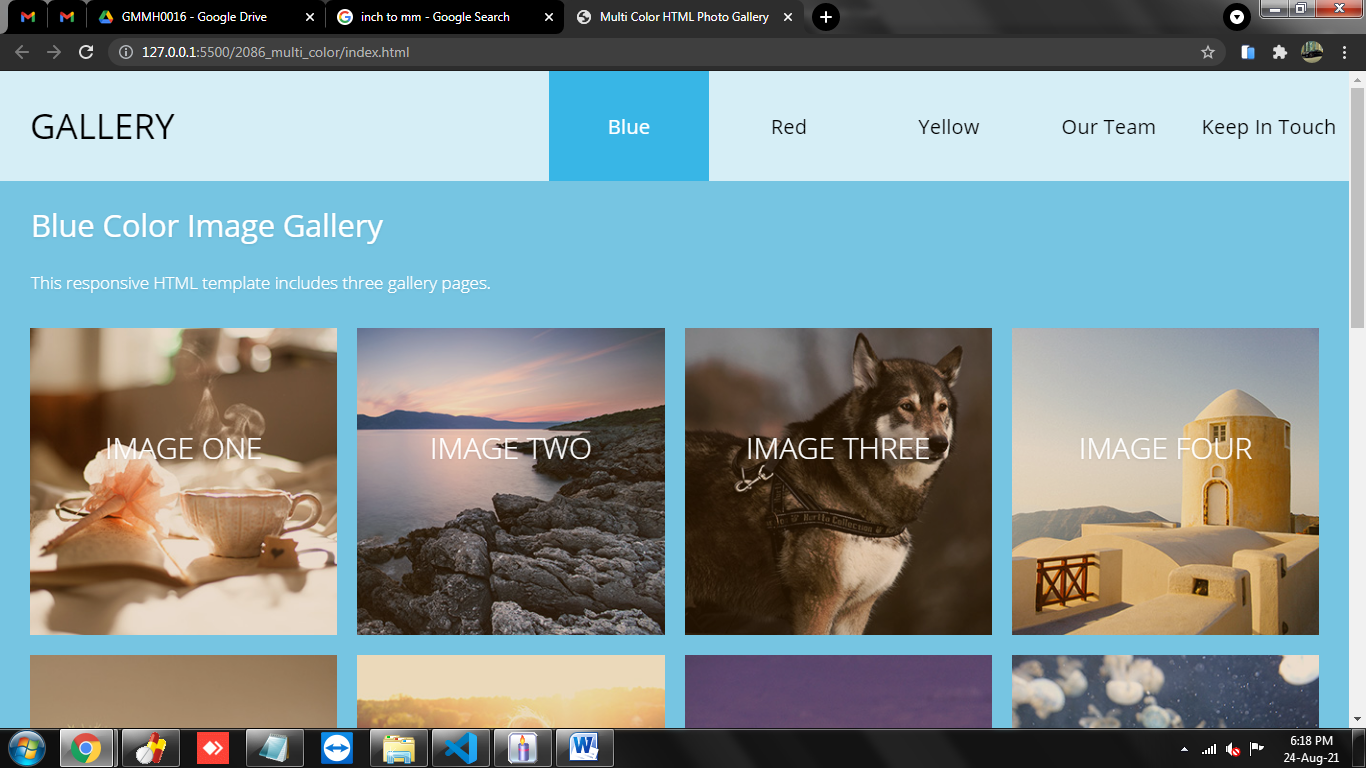 GMMH0016 - Google Drive
inch to mm - Google Search
Multi Color HTML Photo Gallery
127.0.0.1:5500/2086_multi_color/index.html
GALLERY
Blue
Red
Yellow
Our Team
Keep In Touch
Blue Color Image Gallery
This responsive HTML template includes three gallery pages.
IMAGE ONE
IMAGE TWO
IMAGE THREE
IMAGE FOUR
Collection
6:18 PM
24-Aug-21